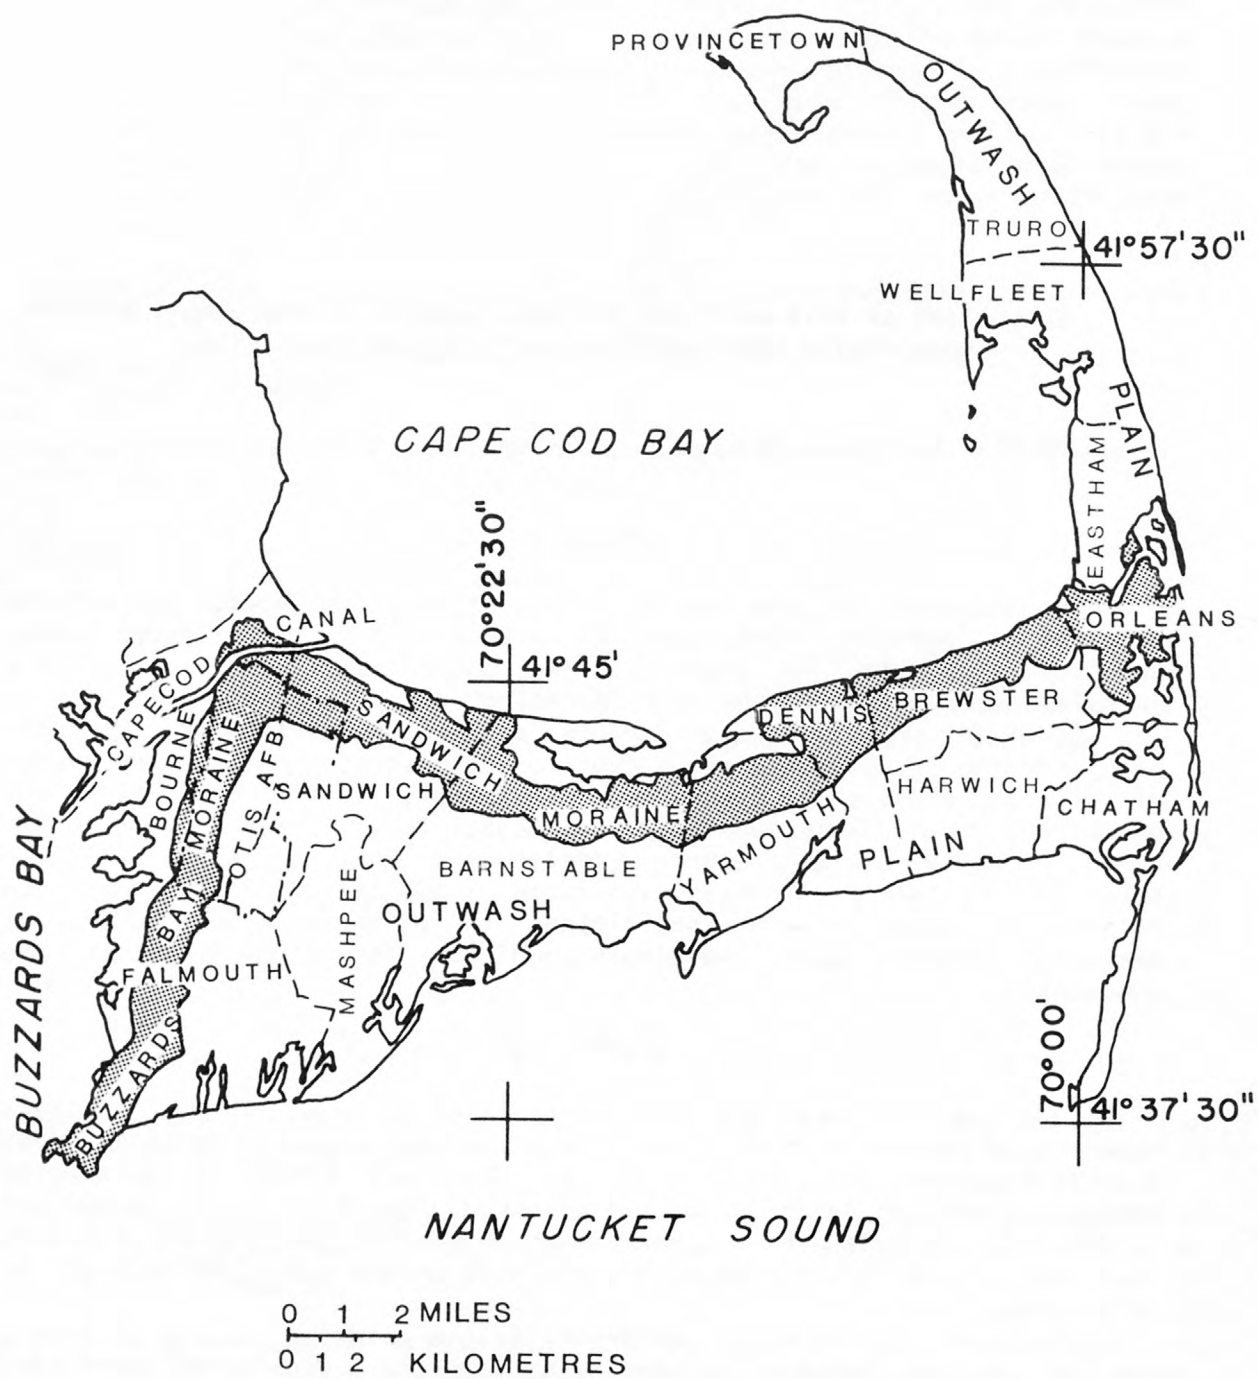 PROVINCETOWN
OUTWASH
TRURO
41°57'30"
WELLFLEET
PLAIN
CAPE COD BAY
EASTHAM
70°22'30"
41°45'
CANAL
ORLEANS
CAPE COD
SANDWICH
DENNIS
BREWSTER
BOURNE
MORAINE
OTIS AFB
SANDWICH
HARWICH
CHATHAM
MORAINE
YARMOUTH
PLAIN
BUZZARDS BAY
BARNSTABLE
BAY
MASHPEE
OUTWASH
FALMOUTH
BUZZARDS
70°00'
41°37'30"
NANTUCKET SOUND
0 1 2 MILES
0 1 2 KILOMETRES